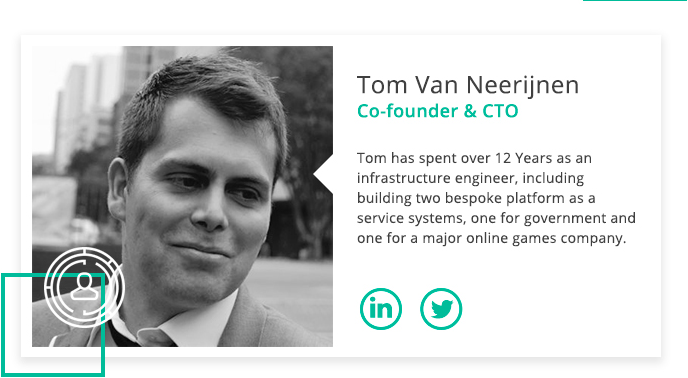 Tom Van Neerijnen
Co-founder & CTO
Tom has spent over 12 Years as an
infrastructure engineer, including
building two bespoke platform as a
service systems, one for government and
one for a major online games company.
in